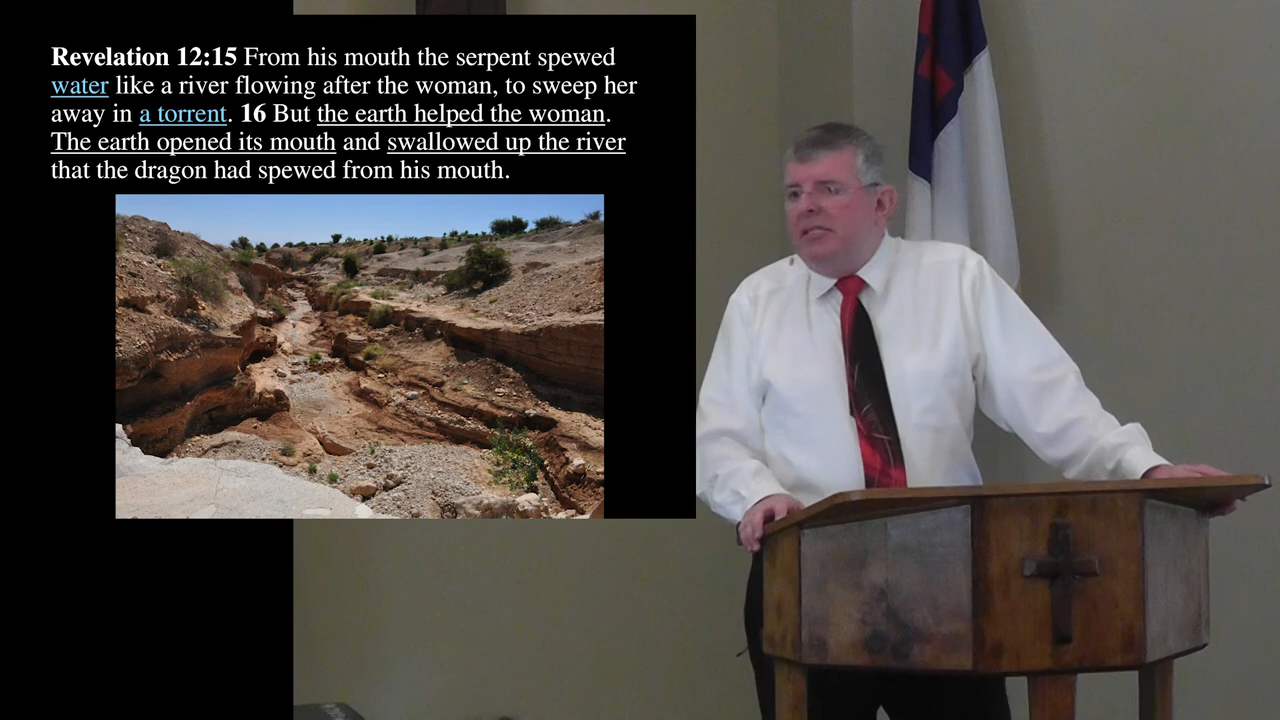 Revelation 12:15 From his mouth the serpent spewed
water like a river flowing after the woman, to sweep her
away in a torrent. 16 But the earth helped the woman.
The earth opened its mouth and swallowed up the river
that the dragon had spewed from his mouth.